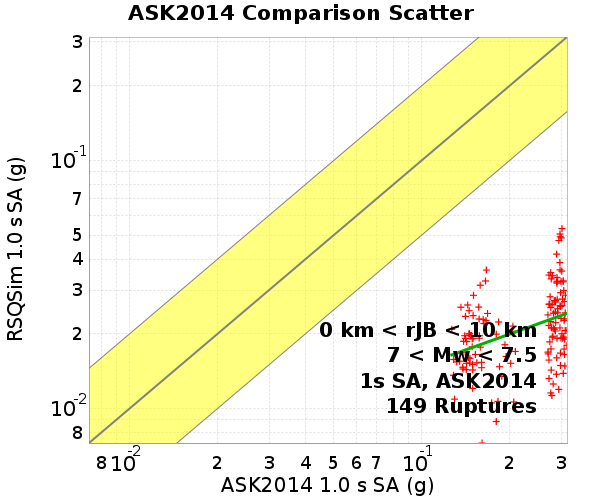 ASK2014 Comparison Scatter
RSQSim 1.0 s SA (g)
3
2
10-1
7
5
4
3
2
10-2
8
0 km < rJB < 10 km
7 < Mw < 7.5
1s SA, ASK2014
149 Ruptures
8 10-2 2 3 4 5 6 7 10-1 2 3
ASK2014 1.0 s SA (g)